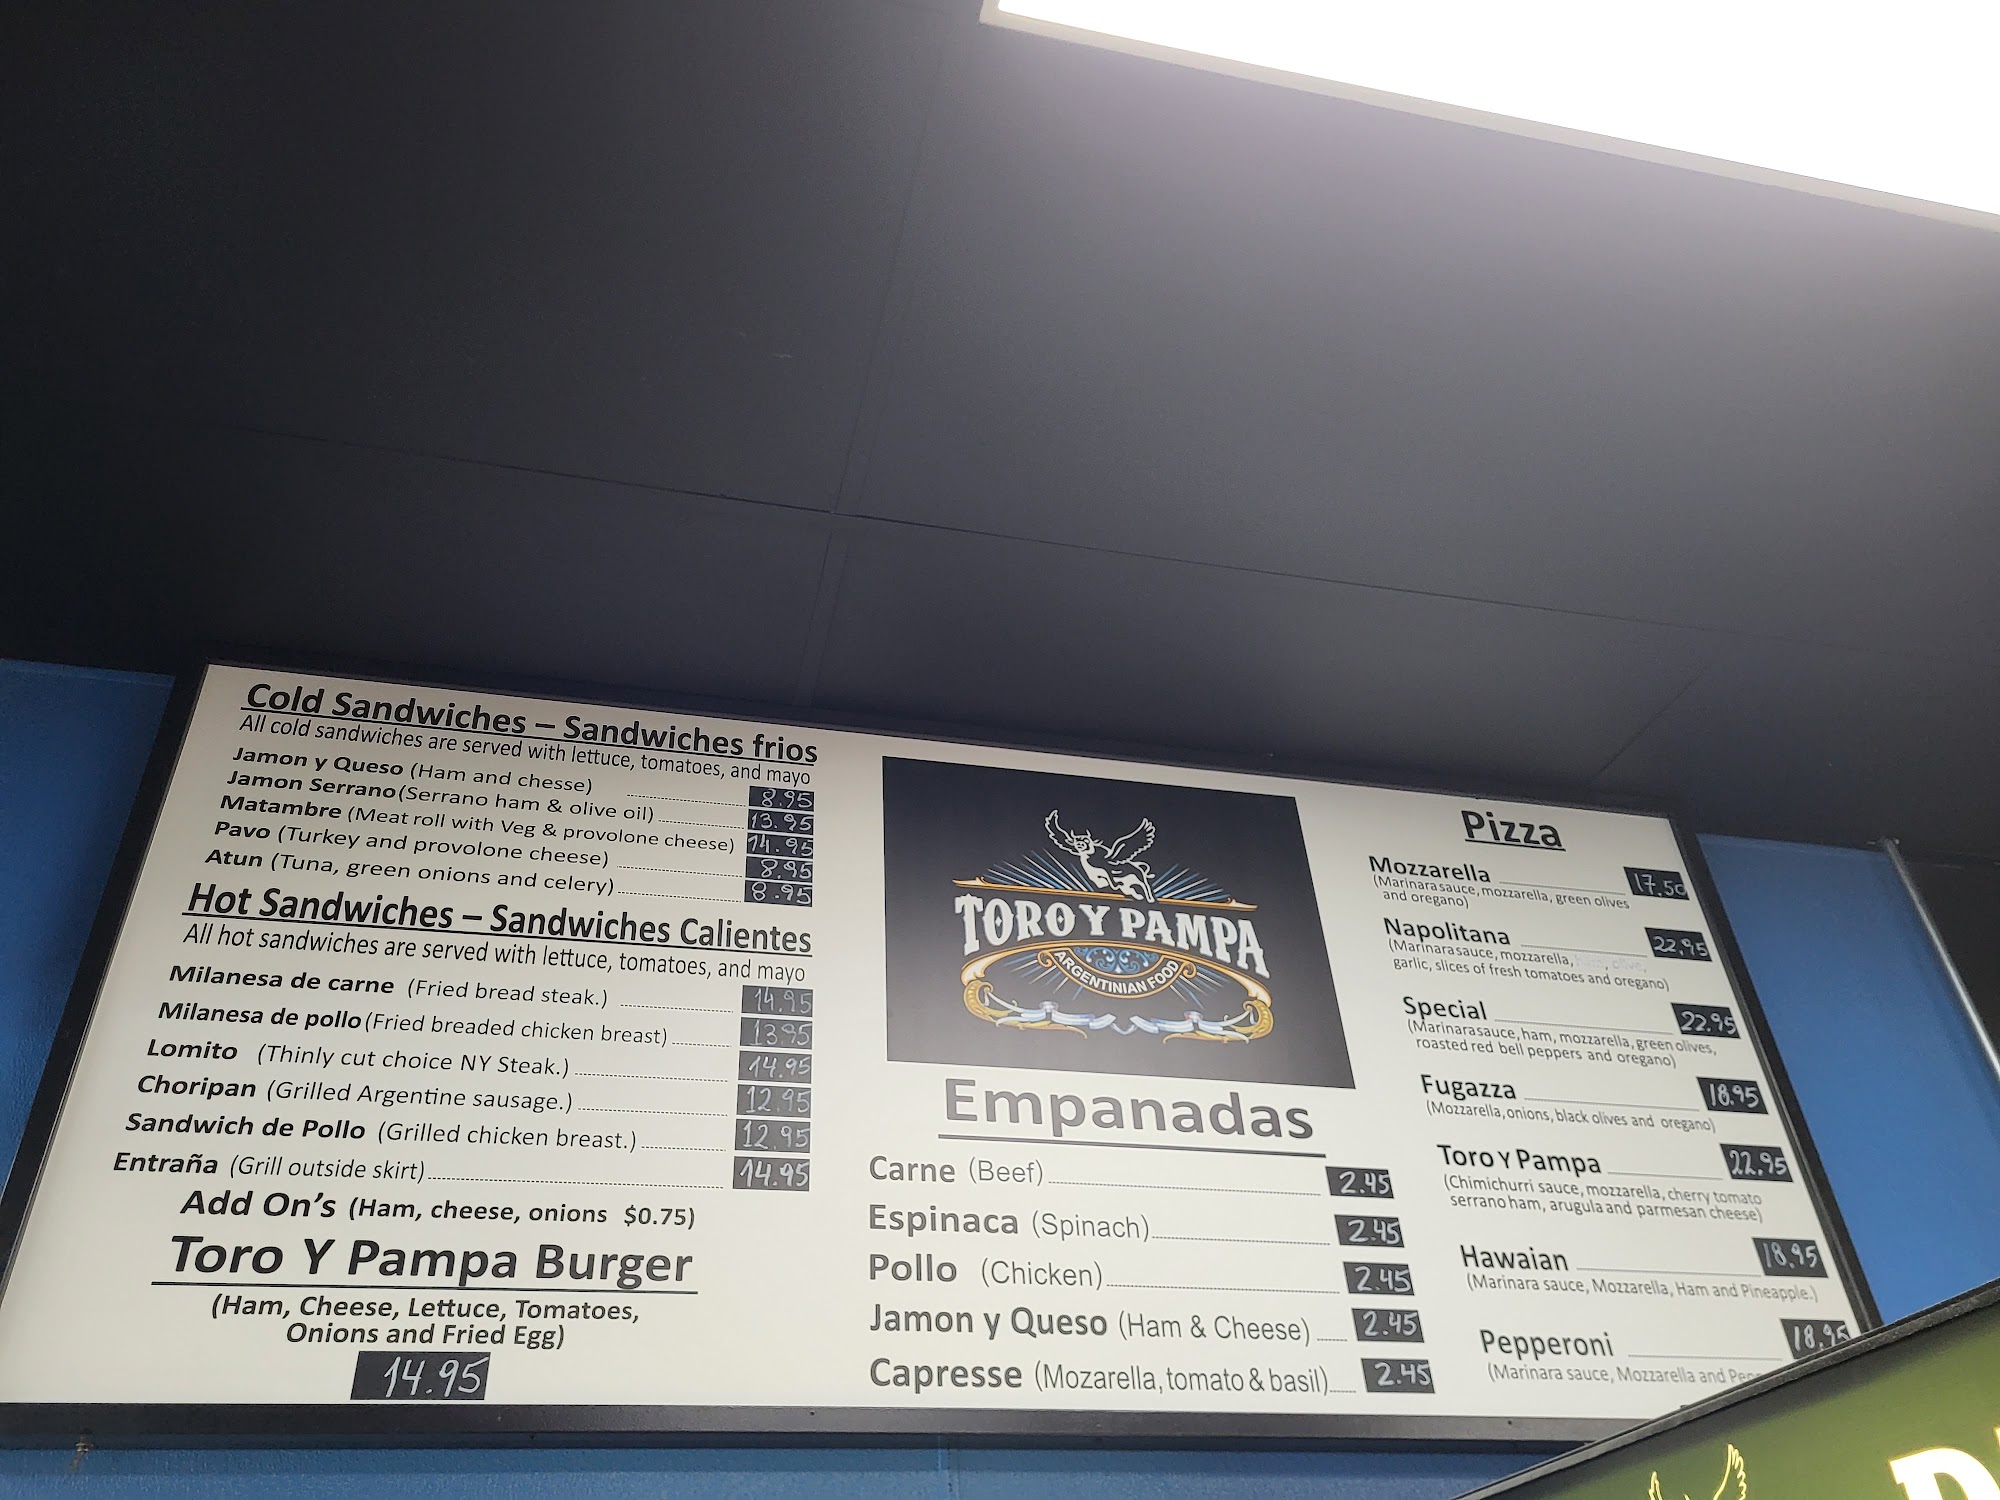 Cold Sandwiches – Sandwiches frios
All cold sandwiches are served with lettuce, tomatoes, and mayo
Jamon y Queso (Ham and chesse) 8.95
Jamon Serrano (Serrano ham & olive oil) 13.95
Matambre (Meat roll with Veg & provolone cheese) 14.95
Pavo (Turkey and provolone cheese) 8.95
Atun (Tuna, green onions and celery) 8.95
Hot Sandwiches – Sandwiches Calientes
All hot sandwiches are served with lettuce, tomatoes, and mayo
Milanesa de carne (Fried bread steak.) 14.95
Milanesa de pollo (Fried breaded chicken breast) 13.95
Lomito (Thinly cut choice NY Steak.) 14.95
Choripan (Grilled Argentine sausage.) 12.95
Sandwich de Pollo (Grilled chicken breast.) 12.95
Entraña (Grill outside skirt) 14.95
Add On's (Ham, cheese, onions $0.75)
Toro Y Pampa Burger
(Ham, Cheese, Lettuce, Tomatoes,
Onions and Fried Egg)
14.95
TORO Y PAMPA
ARGENTINIAN FOOD
Empanadas
Carne (Beef) 2.45
Espinaca (Spinach) 2.45
Pollo (Chicken) 2.45
Jamon y Queso (Ham & Cheese) 2.45
Capresse (Mozarella, tomato & basil) 2.45
Pizza
Mozzarella 17.50
(Marinara sauce, mozzarella, green olives
and oregano)
Napolitana 22.95
(Marinara sauce, mozzarella,
garlic, slices of fresh tomatoes and oregano)
Special 22.95
(Marinara sauce, ham, mozzarella, green olives,
roasted red bell peppers and oregano)
Fugazza 18.95
(Mozzarella, onions, black olives and oregano)
Toro Y Pampa 22.95
(Chimichurri sauce, mozzarella, cherry tomato
serrano ham, arugula and parmesan cheese)
Hawaian 18.95
(Marinara sauce, Mozzarella, Ham and Pineapple.)
Pepperoni 18.95
(Marinara sauce, Mozzarella and